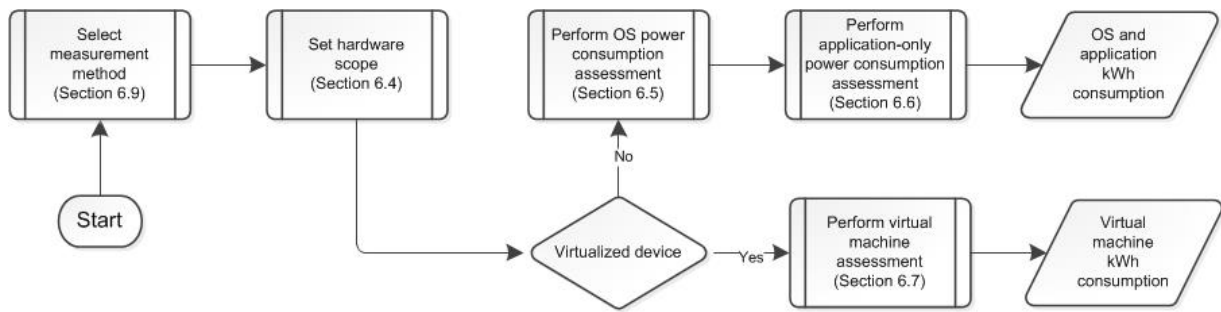 Select
measurement
method
(Section 6.9)
Set hardware
scope
(Section 6.4)
Perform OS power
consumption
assessment
(Section 6.5)
Perform
application-only
power consumption
assessment
(Section 6.6)
OS and
application
kWh
consumption
No
Start
Virtualized device
Yes
Perform virtual
machine
assessment
(Section 6.7)
Virtual
machine
kWh
consumption